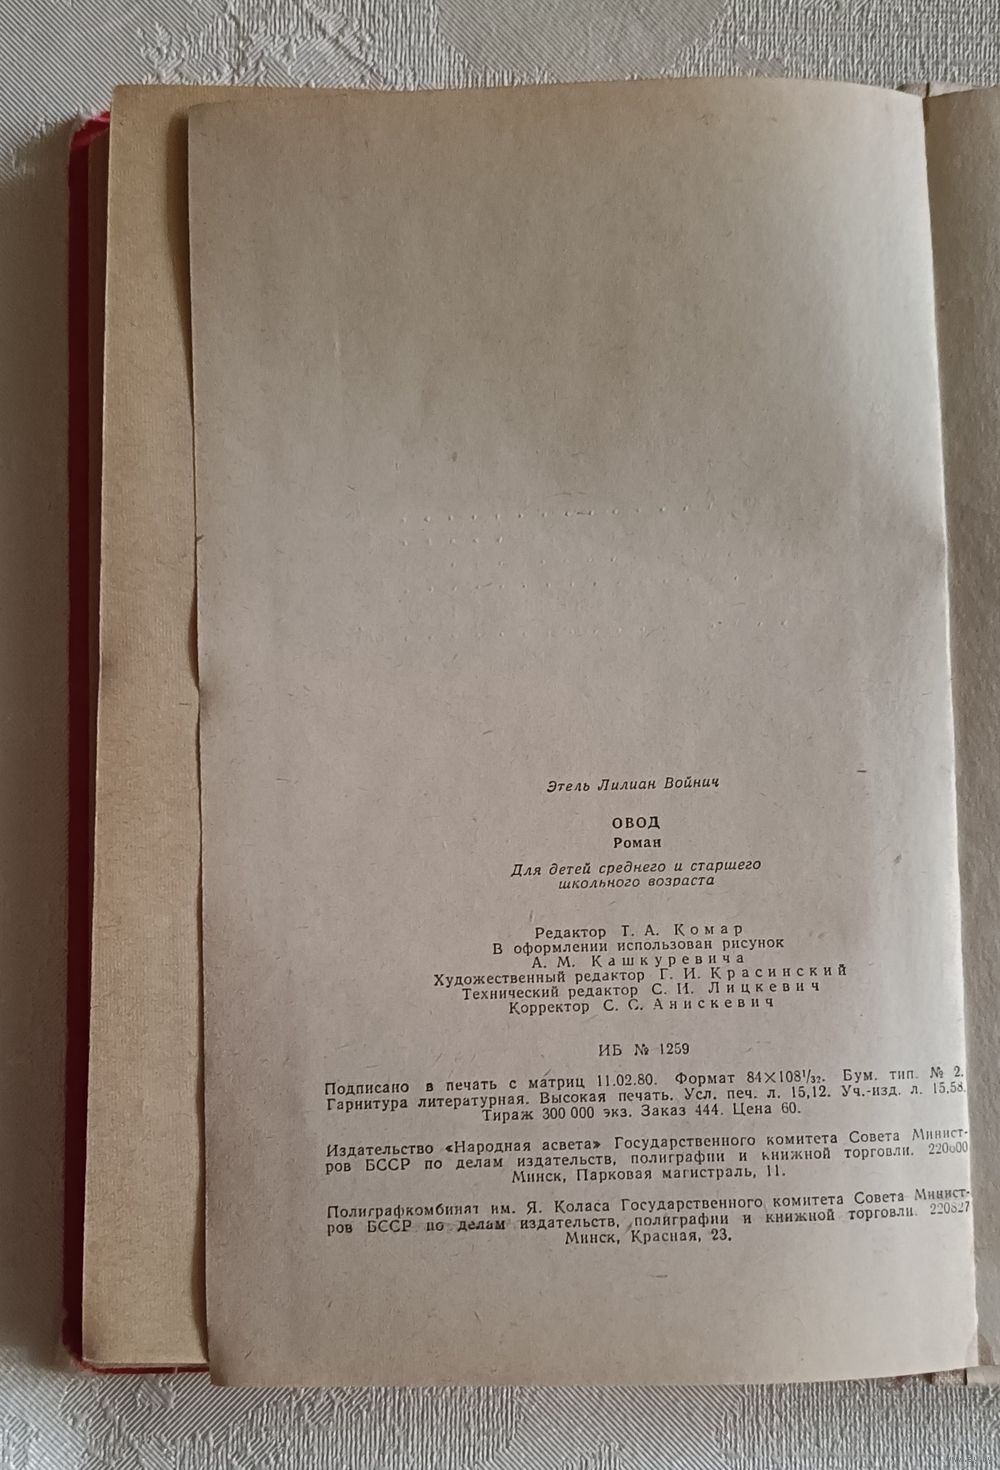 Этель Лилиан Войнич
ОВОД
Роман
Для детей среднего и старшего
школьного возраста
Редактор Т. А. Комар
В оформлении использован рисунок
А. М. Кашкуревича
Художественный редактор Г. И. Красинский
Технический редактор С. И. Лицкевич
Корректор С. С. Анискевич
ИБ № 1259
Подписано в печать с матриц 11.02.80. Формат 84×108¹/₃₂. Бум. тип. № 2.
Гарнитура литературная. Высокая печать. Усл. печ. л. 15,12. Уч.-изд. л. 15,58.
Тираж 300 000 экз. Заказ 444. Цена 60.
Издательство «Народная асвета» Государственного комитета Совета Минист-
ров БССР по делам издательств, полиграфии и книжной торговли. 220600
Минск, Парковая магистраль, 11.
Полиграфкомбинат им. Я. Коласа Государственного комитета Совета Минист-
ров БССР по делам издательств, полиграфии и книжной торговли. 220827
Минск, Красная, 23.